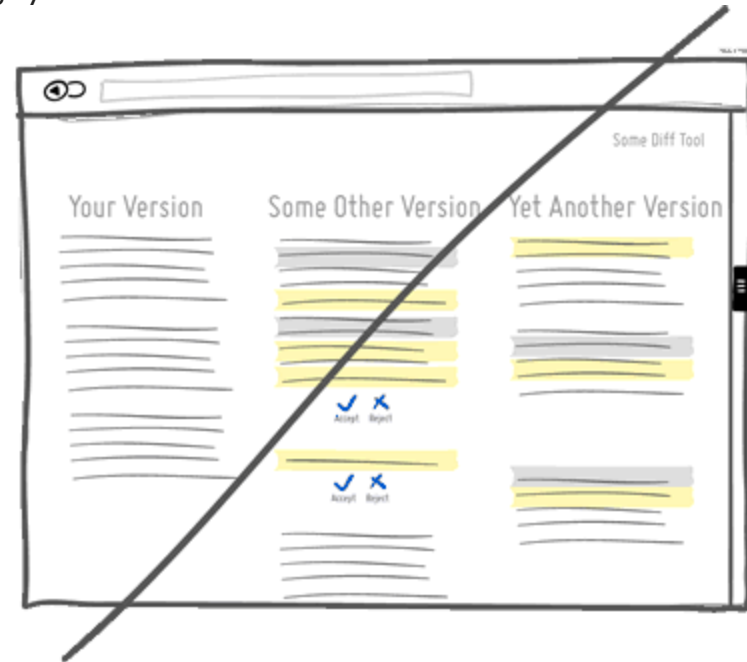 Some Diff Tool
Your Version
Some Other Version
Yet Another Version
Accept Reject
Accept Reject